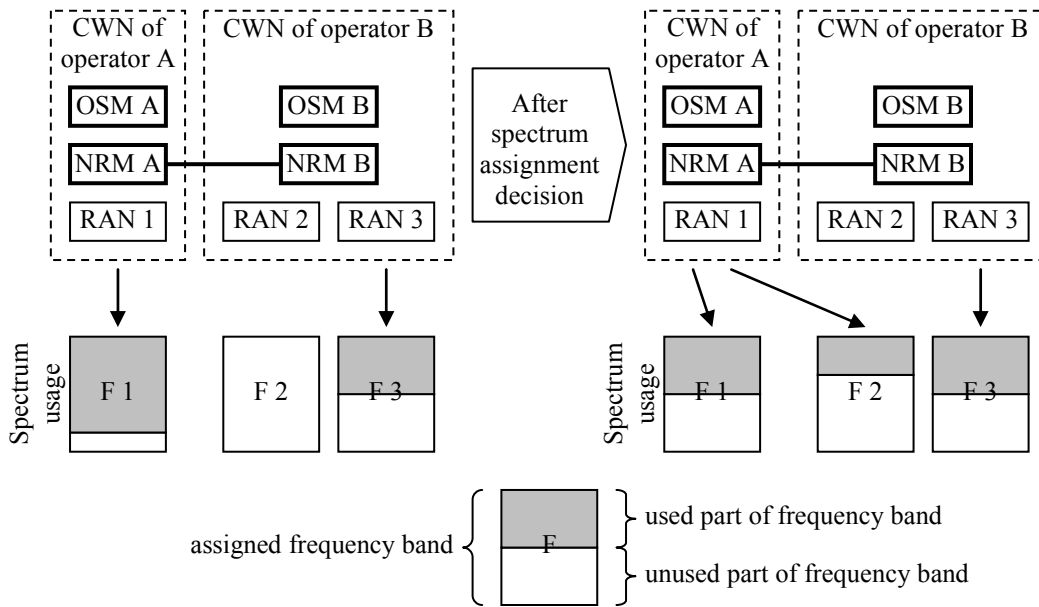 CWN of
operator A
CWN of operator B
OSM A
OSM B
NRM A
NRM B
RAN 1
RAN 2
RAN 3
After
spectrum
assignment
decision
CWN of
operator A
CWN of operator B
OSM A
OSM B
NRM A
NRM B
RAN 1
RAN 2
RAN 3
Spectrum
usage
F 1
F 2
F 3
Spectrum
usage
F 1
F 2
F 3
assigned frequency band
F
used part of frequency band
unused part of frequency band